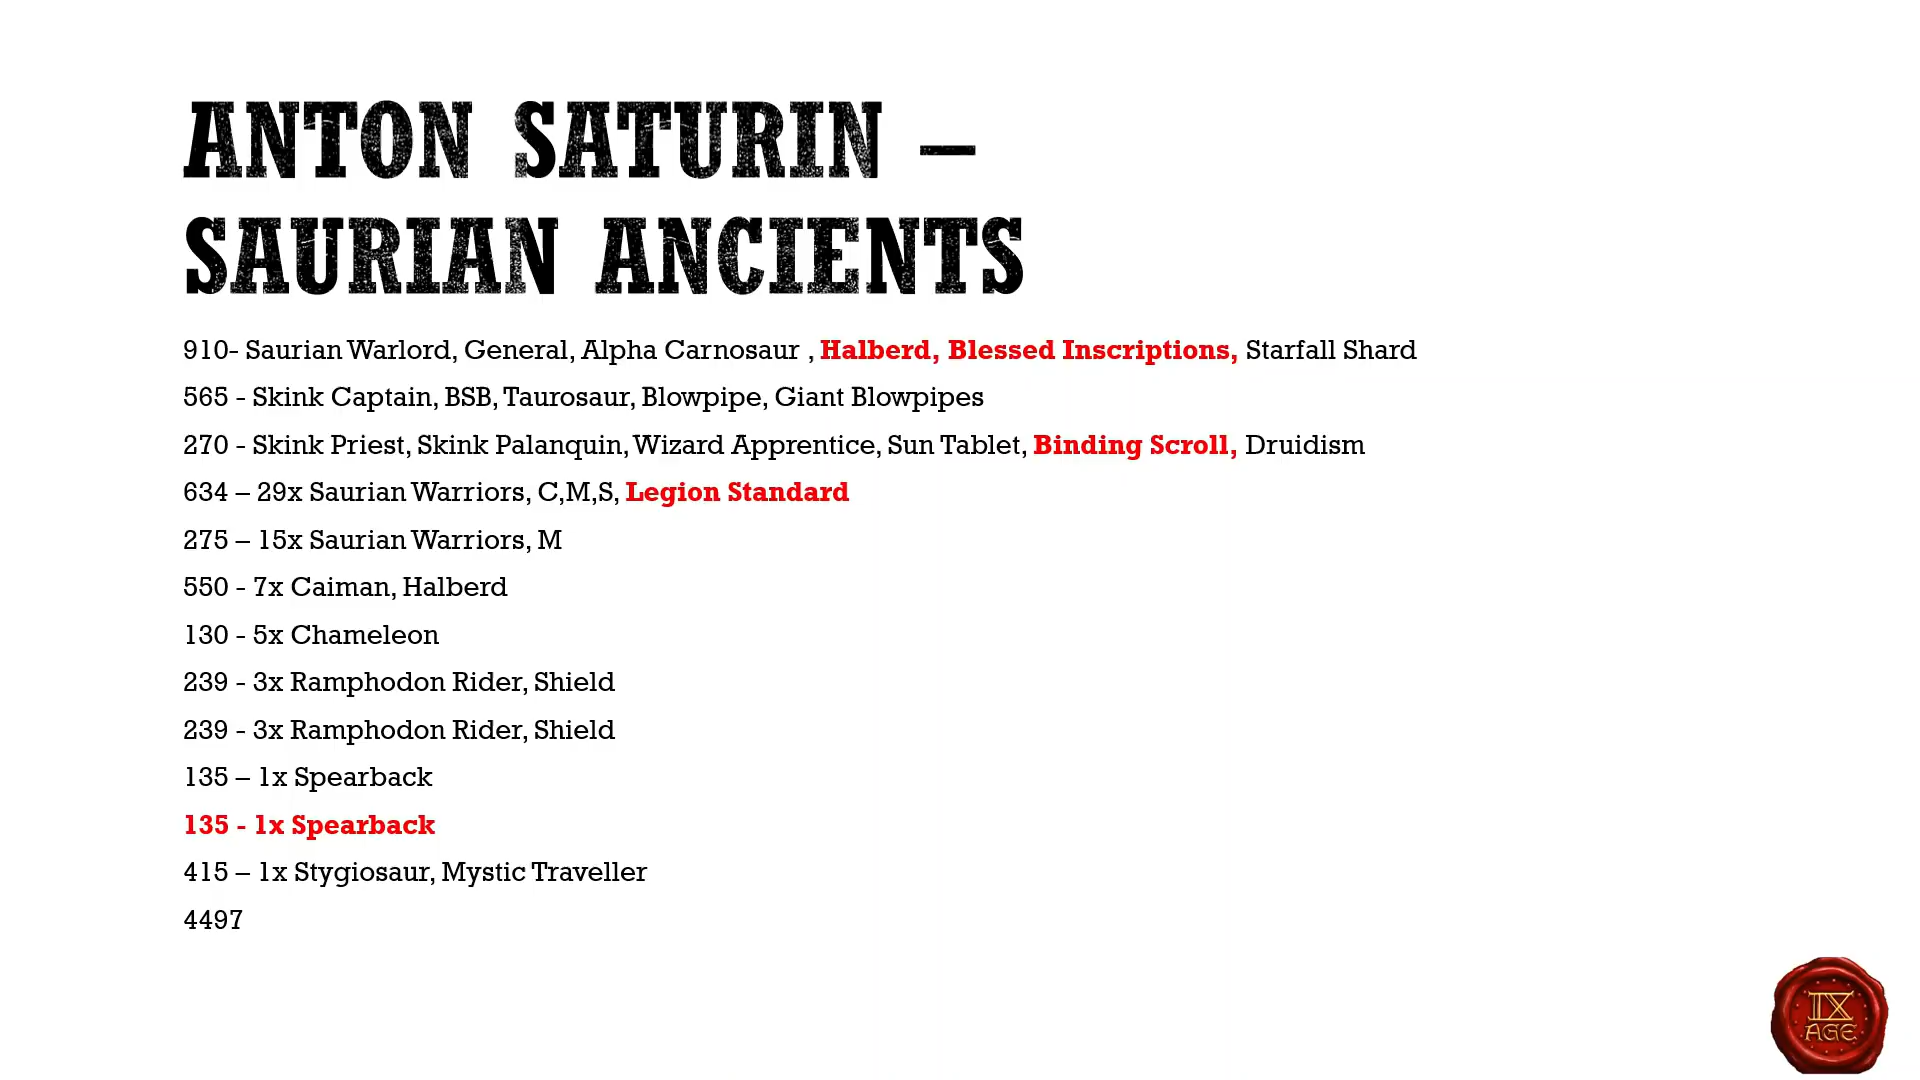 ANTON SATURIN –
SAURIAN ANCIENTS
910- Saurian Warlord, General, Alpha Carnosaur , Halberd, Blessed Inscriptions, Starfall Shard
565 - Skink Captain, BSB, Taurosaur, Blowpipe, Giant Blowpipes
270 - Skink Priest, Skink Palanquin, Wizard Apprentice, Sun Tablet, Binding Scroll, Druidism
634 – 29x Saurian Warriors, C,M,S, Legion Standard
275 – 15x Saurian Warriors, M
550 - 7x Caiman, Halberd
130 - 5x Chameleon
239 - 3x Ramphodon Rider, Shield
239 - 3x Ramphodon Rider, Shield
135 – 1x Spearback
135 - 1x Spearback
415 – 1x Stygiosaur, Mystic Traveller
4497
IX
AGE